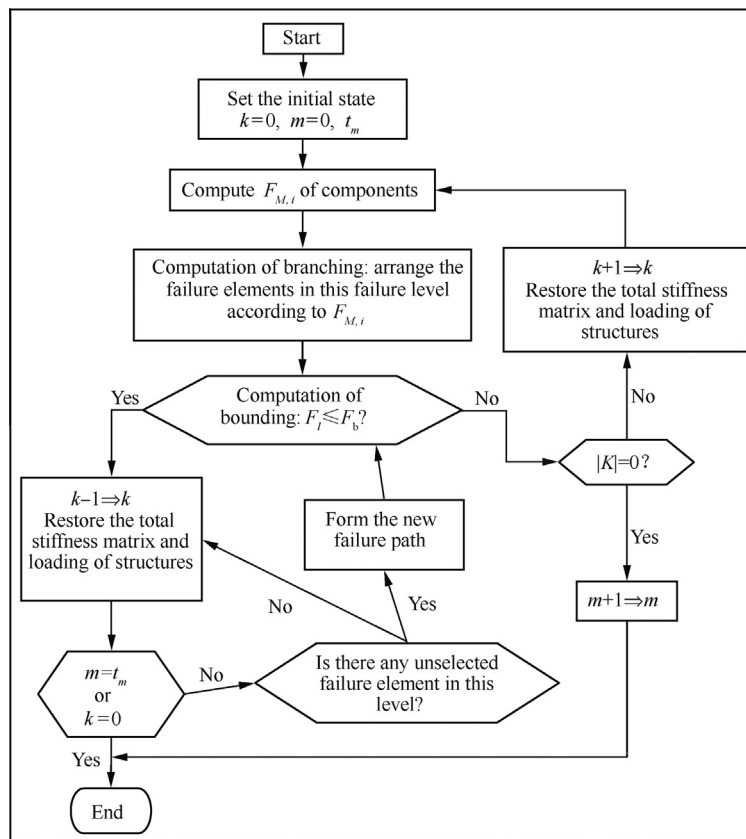 Start
Set the initial state
k=0, m=0, t_m
Compute F_{M,i} of components
Computation of branching: arrange the
failure elements in this failure level
according to F_{M,i}
k+1⇒k
Restore the total stiffness
matrix and loading of
structures
Yes
Computation of
bounding: F_l≤F_b?
No
No
|K|=0?
k−1⇒k
Restore the total
stiffness matrix and
loading of structures
Form the new
failure path
Yes
No
Yes
m+1⇒m
m=t_m
or
k=0
No
Is there any unselected
failure element in this
level?
Yes
Yes
End